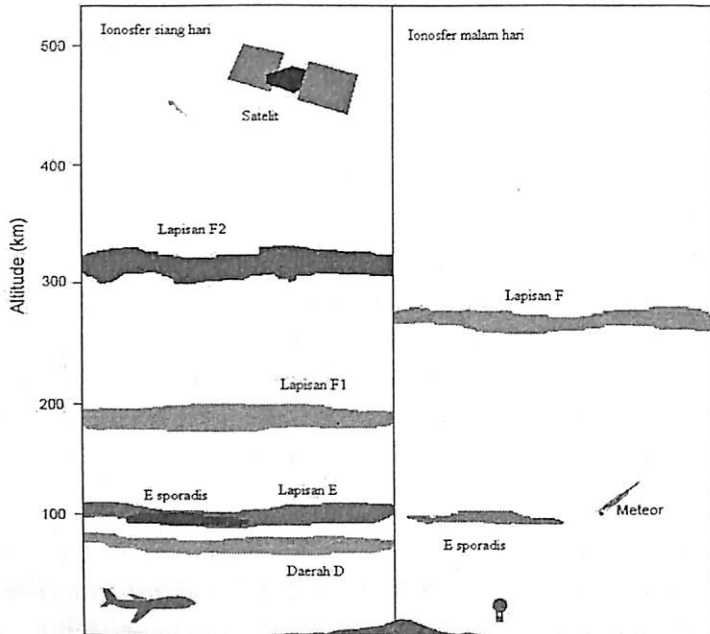 Ionosfer siang hari
Ionosfer malam hari
500
Satelit
400
Altitude (km)
Lapisan F2
300
Lapisan F
Lapisan F1
200
E sporadis
Lapisan E
100
Meteor
E sporadis
Daerah D